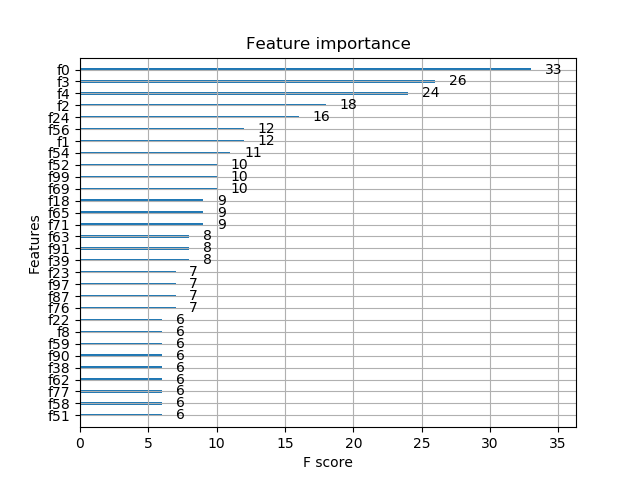 Feature importance
f0 33
f3 26
f4 24
f2 18
f24 16
f56 12
f1 12
f54 11
f52 10
f99 10
f69 10
f18 9
f65 9
f71 9
f63 8
f91 8
f39 8
f23 7
f97 7
f87 7
f76 7
f22 6
f8 6
f59 6
f90 6
f38 6
f62 6
f77 6
f58 6
f51 6
Features
0 5 10 15 20 25 30 35
F score